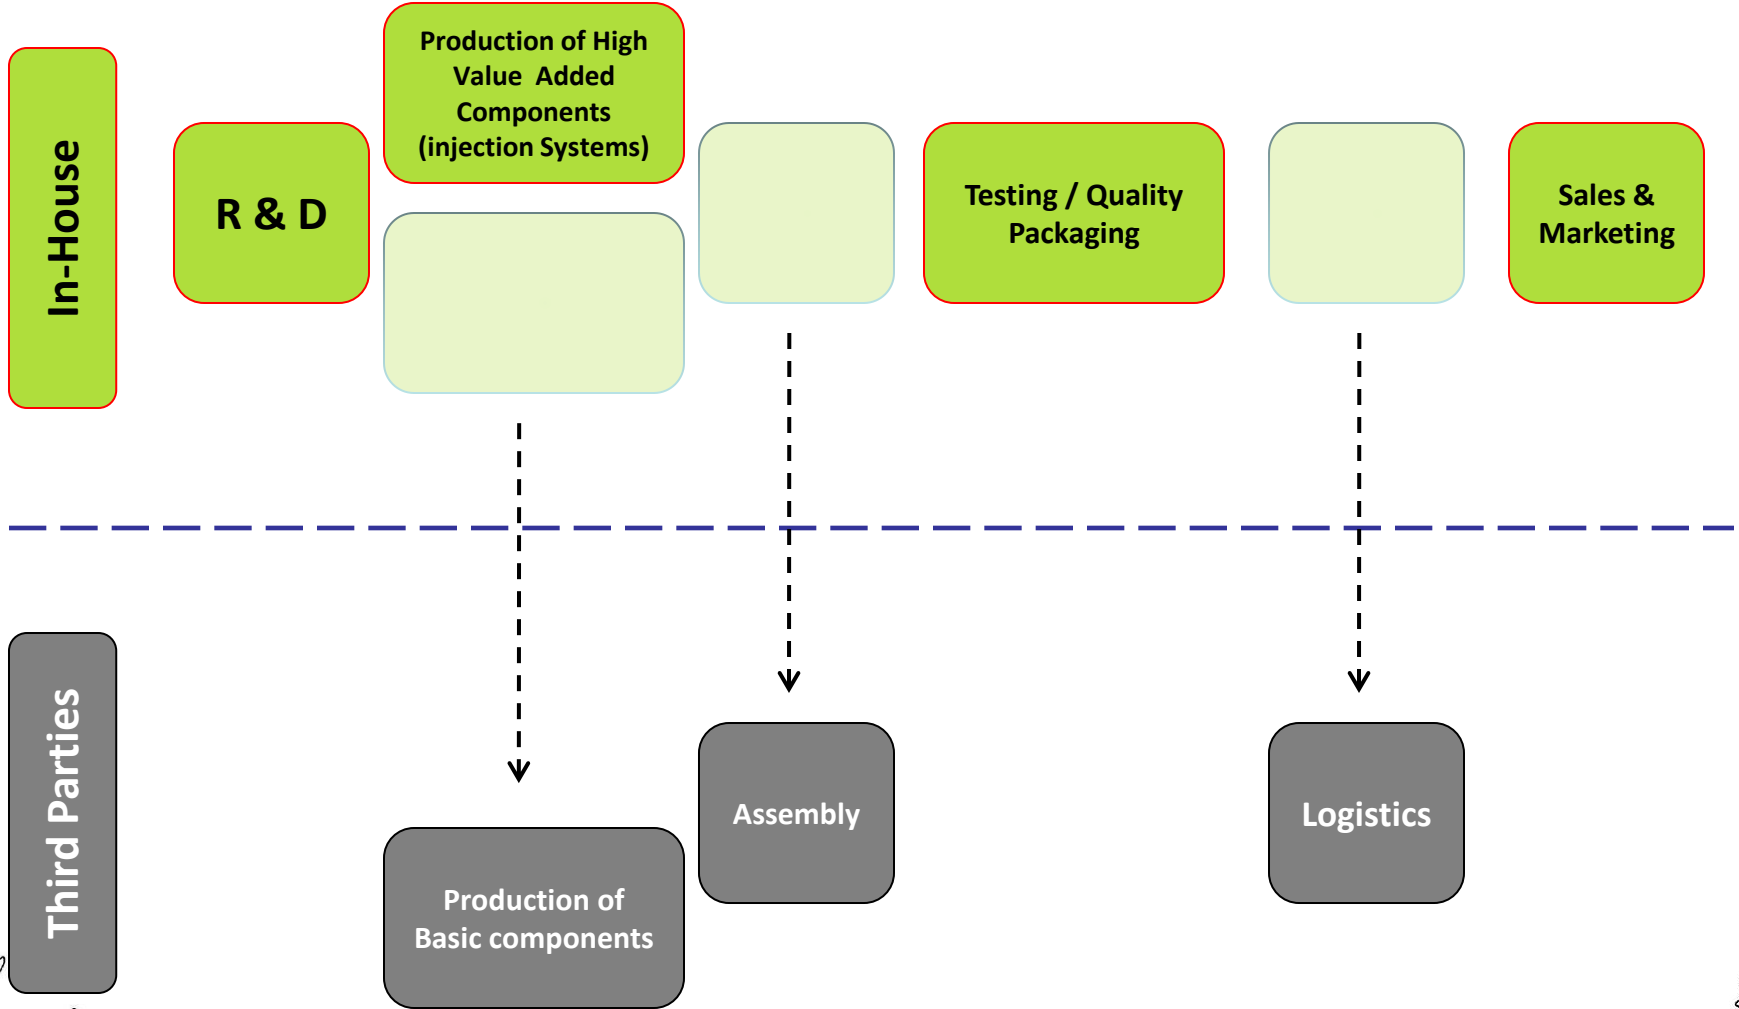 In-House
R & D
Production of High
Value  Added
Components
(injection Systems)
Testing / Quality
Packaging
Sales &
Marketing
Third Parties
Production of
Basic components
Assembly
Logistics